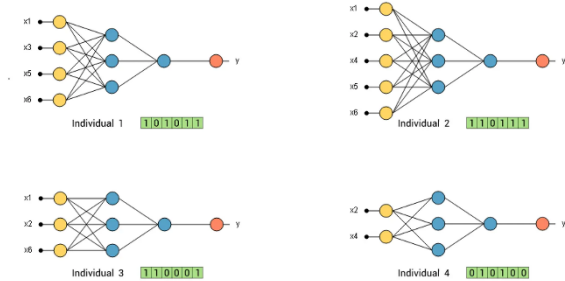 x1
x3
x5
x6
y
Individual 1 1 0 1 0 1 1
x1
x2
x4
x5
x6
y
Individual 2 1 1 0 1 1 1
x1
x2
x6
y
Individual 3 1 1 0 0 0 1
x2
x4
y
Individual 4 0 1 0 1 0 0